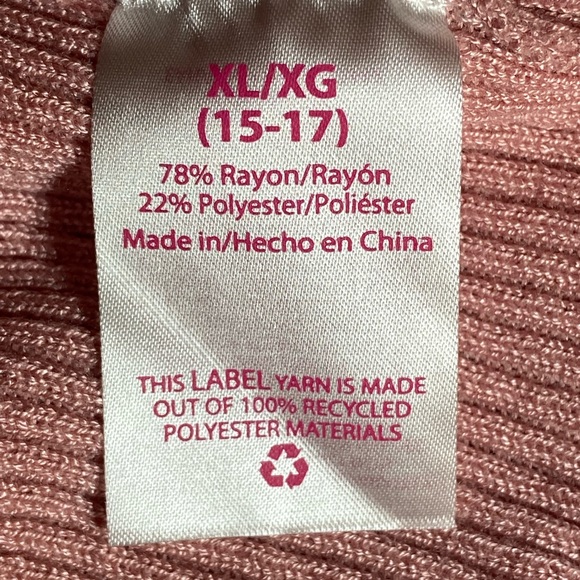 XL/XG
(15-17)
78% Rayon/Rayón
22% Polyester/Poliéster
Made in/Hecho en China
THIS LABEL YARN IS MADE
OUT OF 100% RECYCLED
POLYESTER MATERIALS